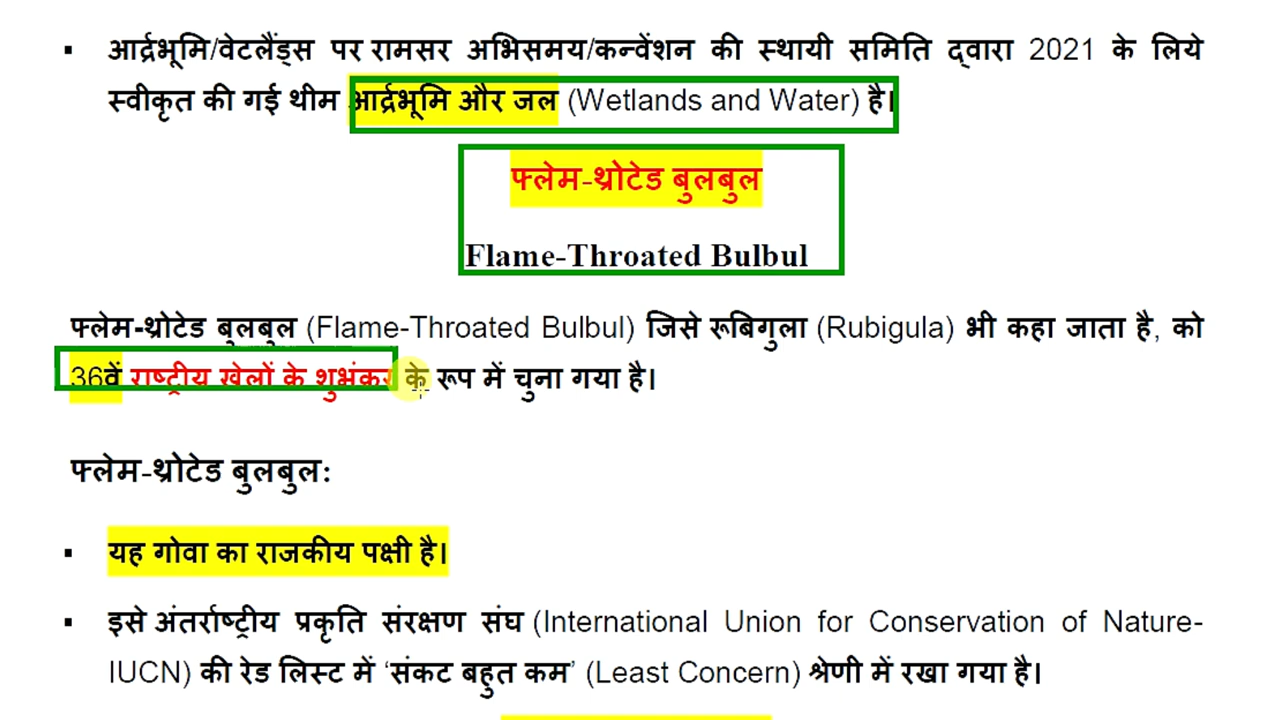 ▪ आर्द्रभूमि/वेटलैंड्स पर रामसर अभिसमय/कन्वेंशन की स्थायी समिति द्वारा 2021 के लिये
स्वीकृत की गई थीम आर्द्रभूमि और जल (Wetlands and Water) है।
फ्लेम-थ्रोटेड बुलबुल
Flame-Throated Bulbul
फ्लेम-थ्रोटेड बुलबुल (Flame-Throated Bulbul) जिसे रूबिगुला (Rubigula) भी कहा जाता है, को
36वें राष्ट्रीय खेलों के शुभंकर के रूप में चुना गया है।
फ्लेम-थ्रोटेड बुलबुल:
▪ यह गोवा का राजकीय पक्षी है।
▪ इसे अंतर्राष्ट्रीय प्रकृति संरक्षण संघ (International Union for Conservation of Nature-
IUCN) की रेड लिस्ट में ‘संकट बहुत कम’ (Least Concern) श्रेणी में रखा गया है।